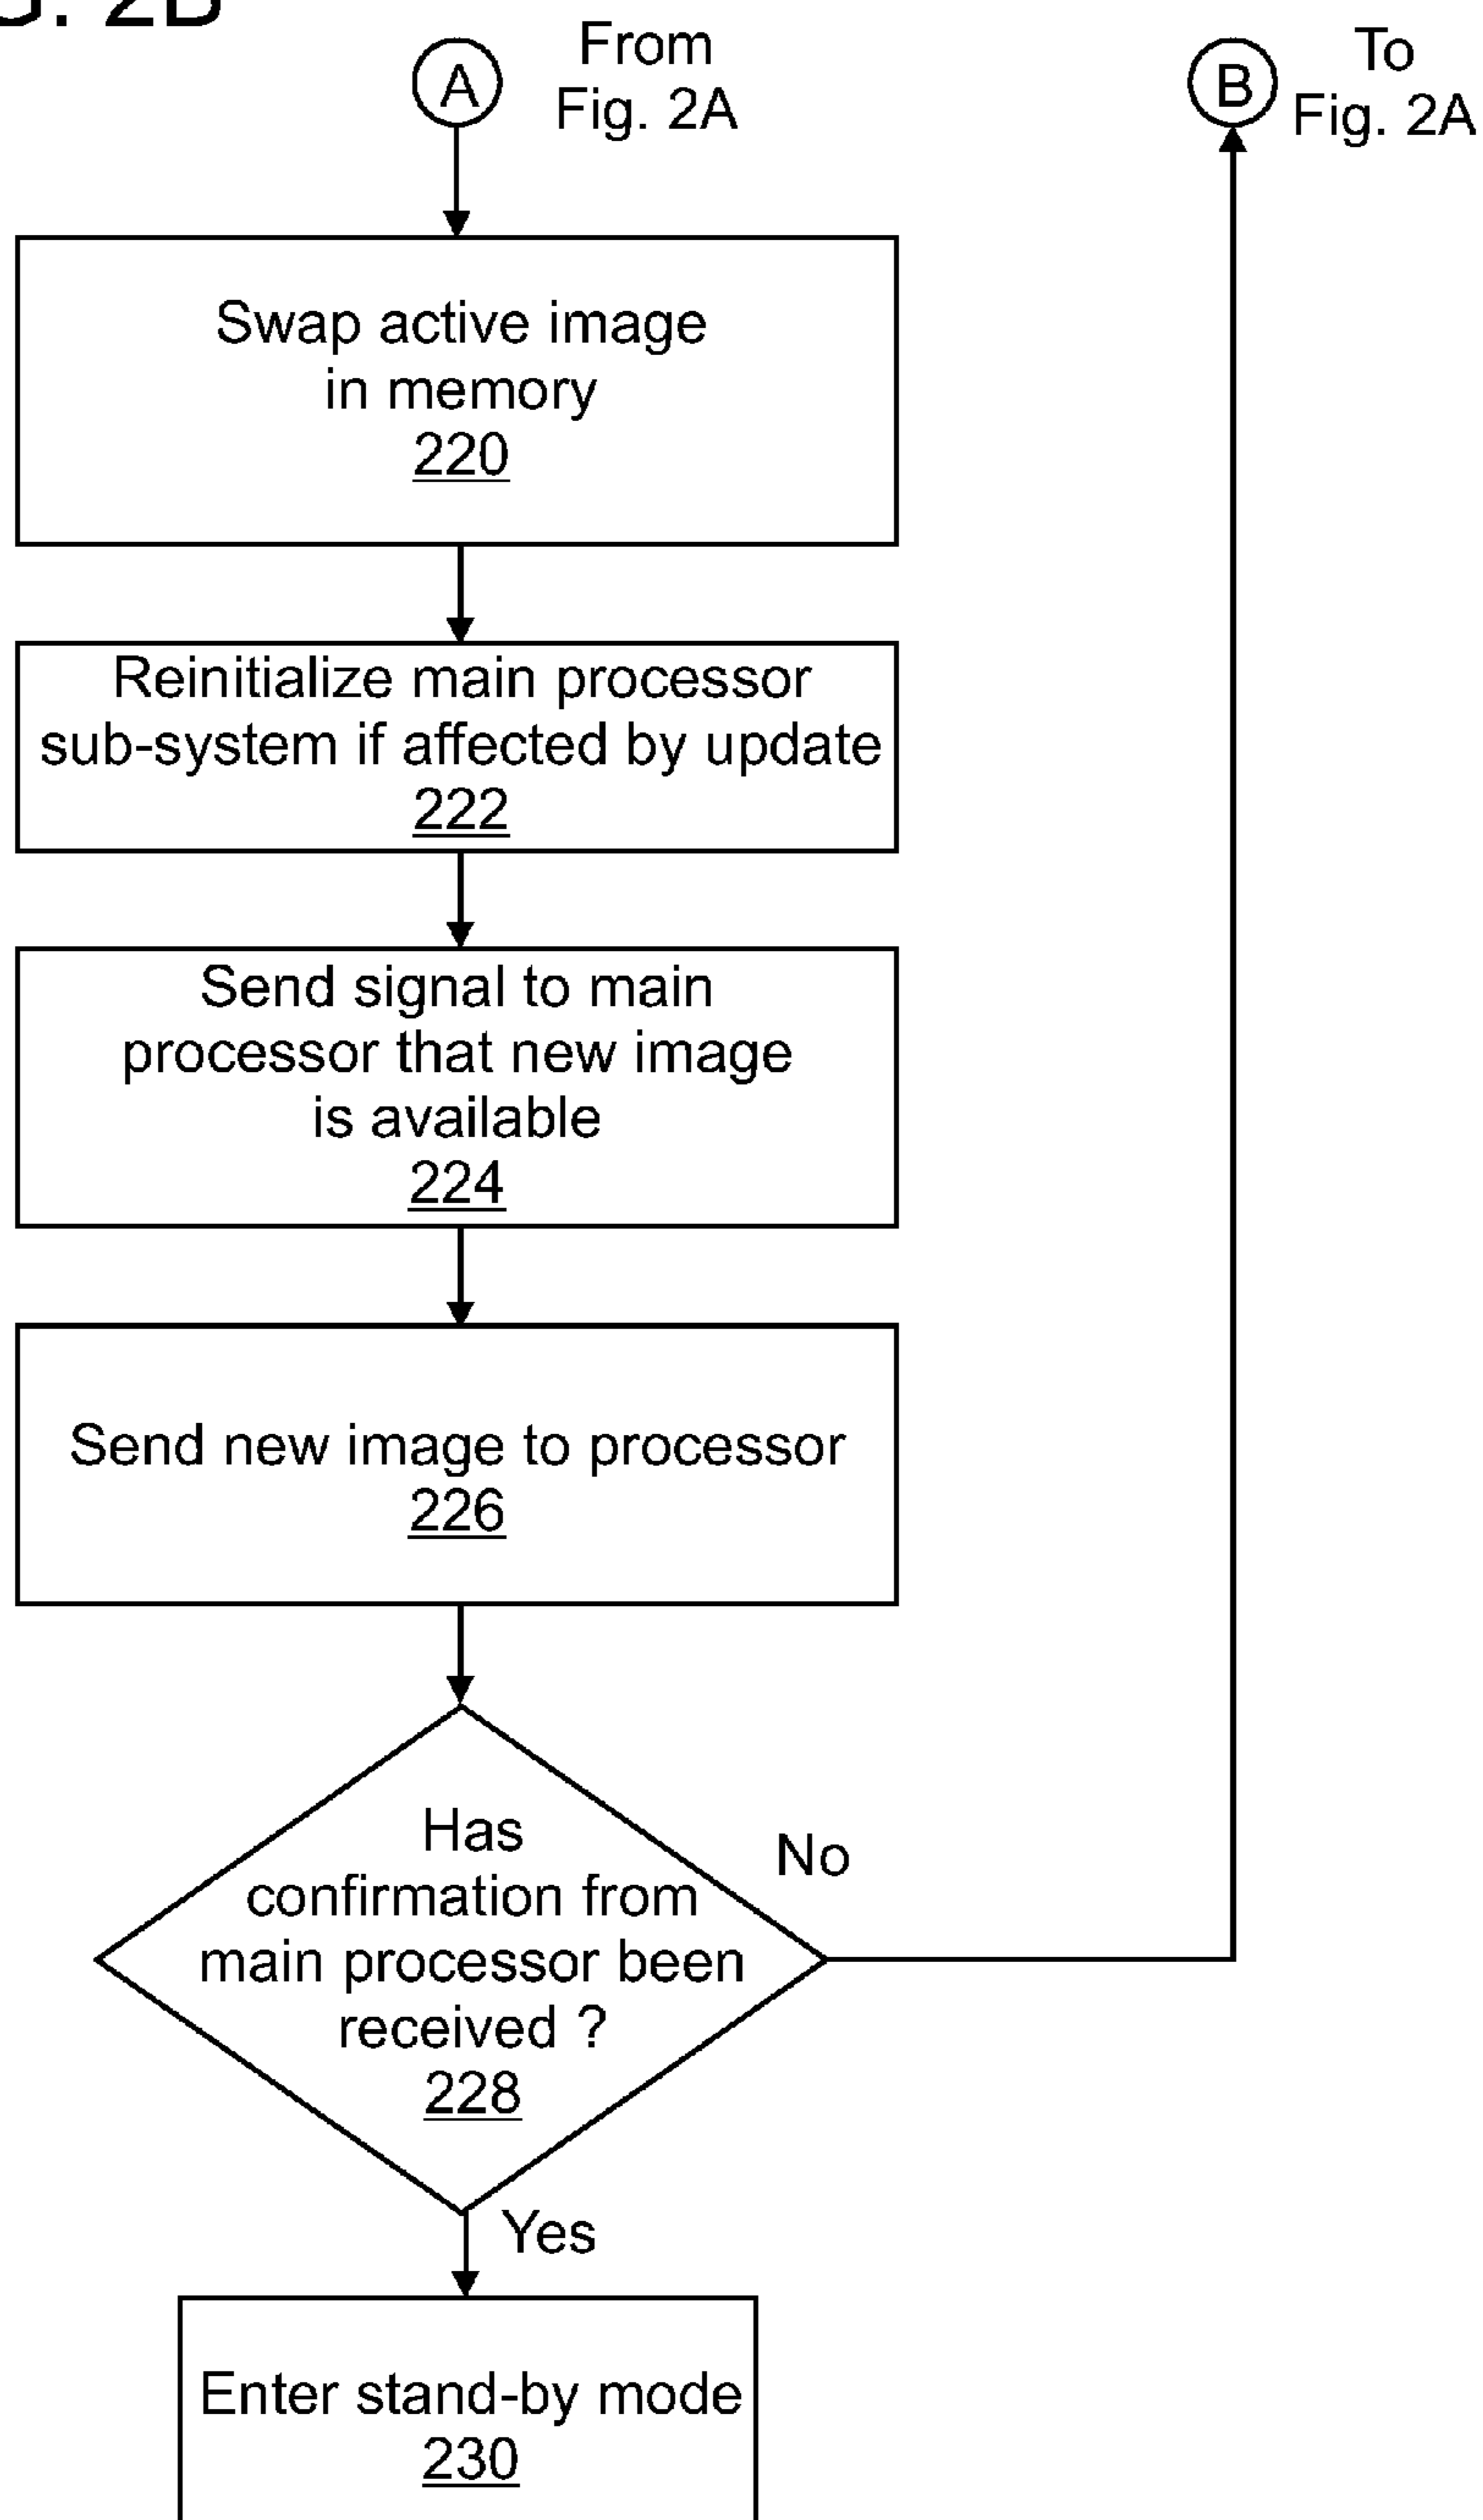 2B
A
From
Fig. 2A
B
To
Fig. 2A
Swap active image
in memory
220
Reinitialize main processor
sub-system if affected by update
222
Send signal to main
processor that new image
is available
224
Send new image to processor
226
Has
confirmation from
main processor been
received ?
228
No
Yes
Enter stand-by mode
230